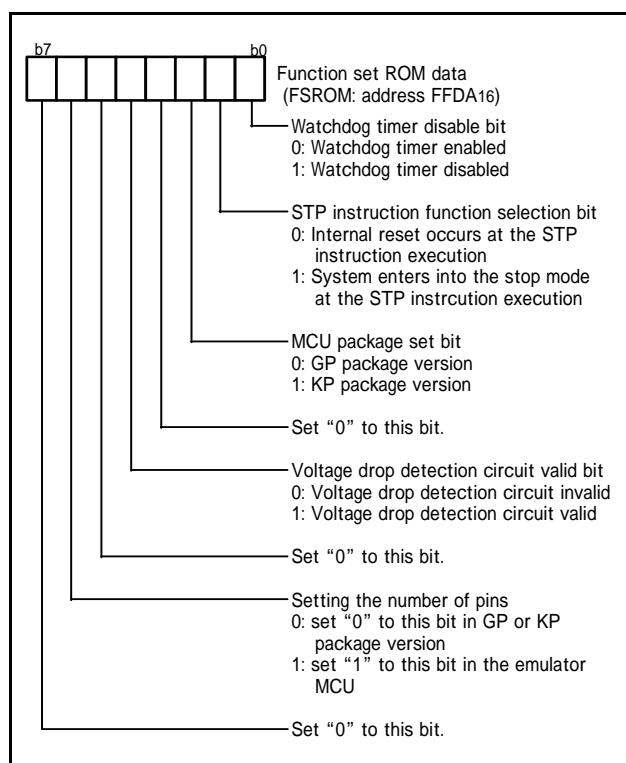 b7 b0
Function set ROM data
(FSROM: address FFDA16)
Watchdog timer disable bit
0: Watchdog timer enabled
1: Watchdog timer disabled
STP instruction function selection bit
0: Internal reset occurs at the STP
instruction execution
1: System enters into the stop mode
at the STP instrcution execution
MCU package set bit
0: GP package version
1: KP package version
Set “0” to this bit.
Voltage drop detection circuit valid bit
0: Voltage drop detection circuit invalid
1: Voltage drop detection circuit valid
Set “0” to this bit.
Setting the number of pins
0: set “0” to this bit in GP or KP
package version
1: set “1” to this bit in the emulator
MCU
Set “0” to this bit.